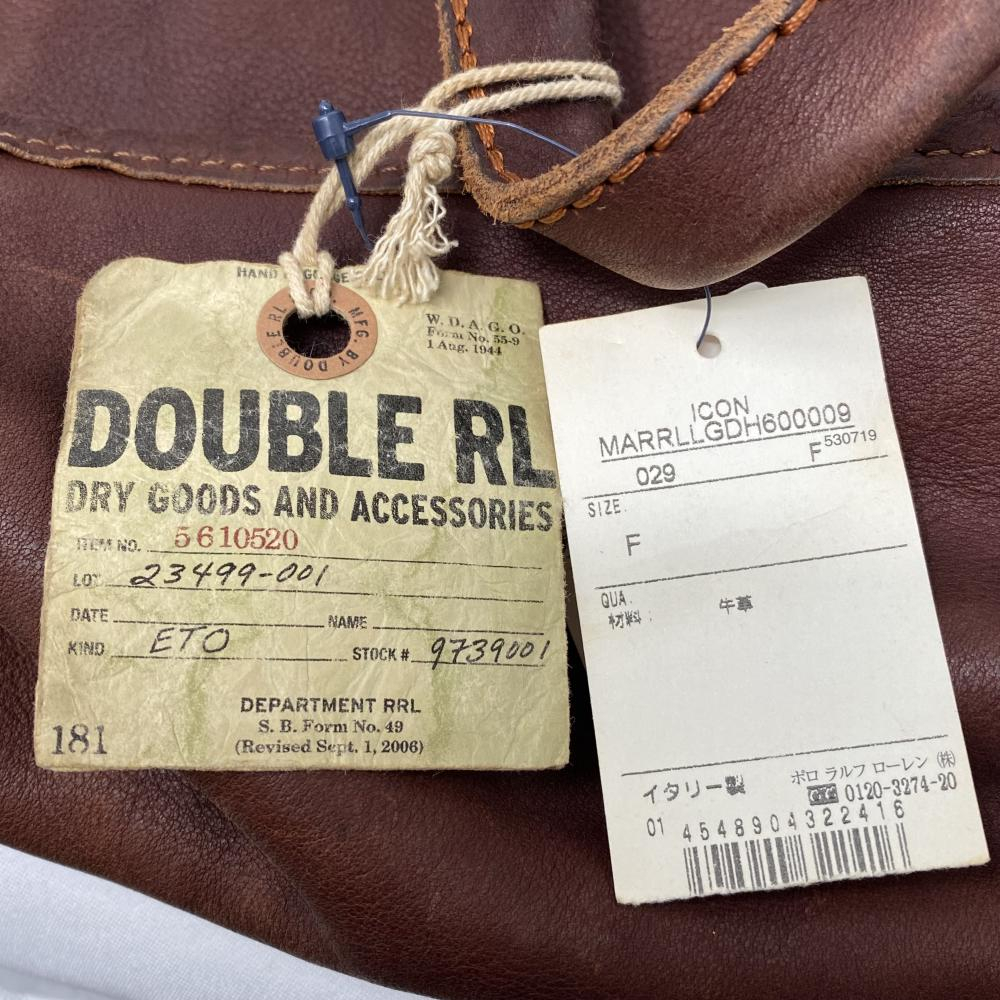 W. D. A. G. O.
Form No. 55-9
1 Aug. 1944
MFG. BY DOUBLE RL
DOUBLE RL
DRY GOODS AND ACCESSORIES
ITEM NO. 5610520
LOT 23499-001
DATE NAME
KIND ETO STOCK # 9739001
DEPARTMENT RRL
S. B. Form No. 49
(Revised Sept. 1, 2006)
181
ICON
MARRLLGDH600009
029 F 530719
SIZE.
F
QUA.
材料: 牛革
イタリー製 ポロ ラルフ ローレン ㈱
0120-3274-20
01 4548904322416